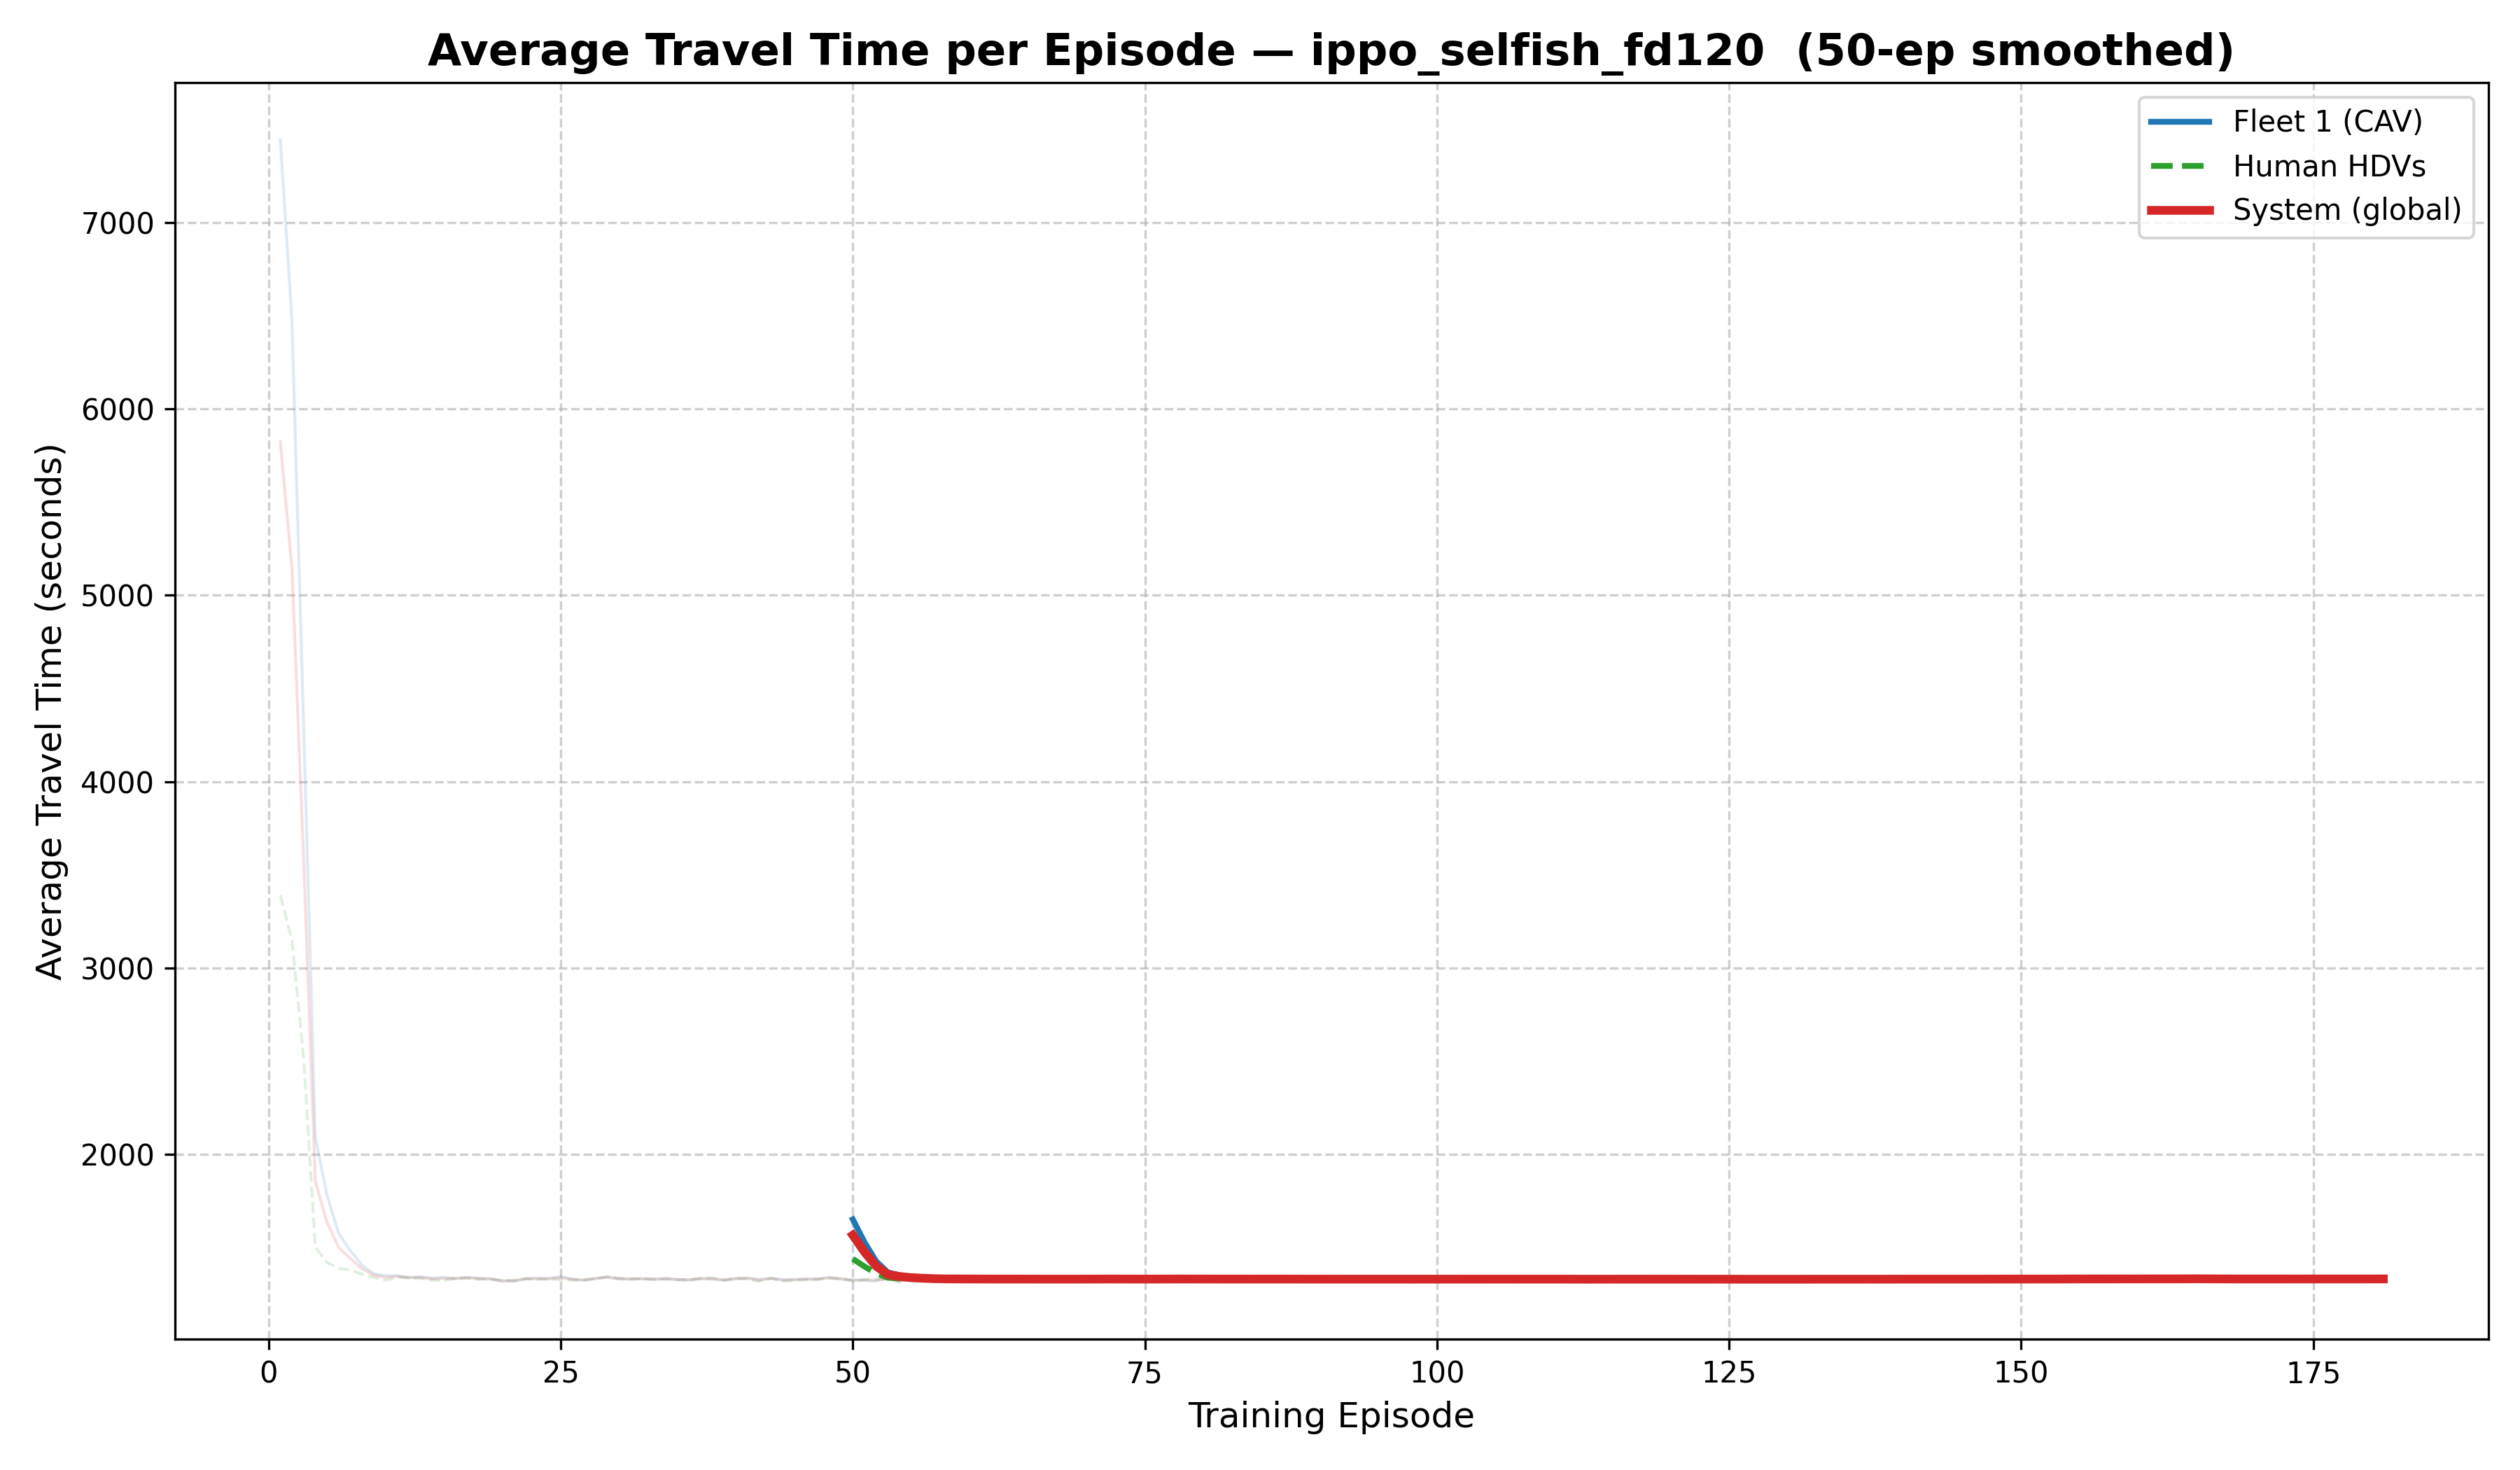 Average Travel Time per Episode — ippo_selfish_fd120  (50-ep smoothed)
Fleet 1 (CAV)
Human HDVs
System (global)
Average Travel Time (seconds)
7000
6000
5000
4000
3000
2000
0 25 50 75 100 125 150 175
Training Episode